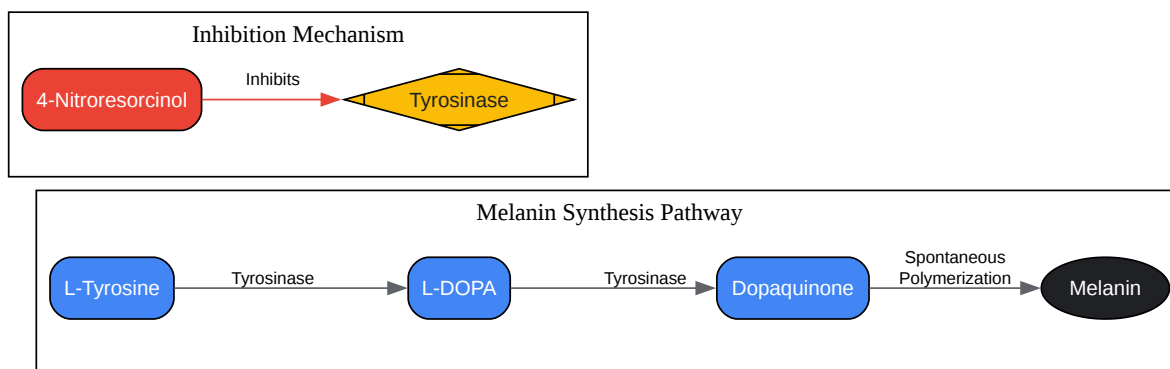 Inhibition Mechanism
4-Nitroresorcinol
Inhibits
Tyrosinase
Melanin Synthesis Pathway
L-Tyrosine
Tyrosinase
L-DOPA
Tyrosinase
Dopaquinone
Spontaneous
Polymerization
Melanin